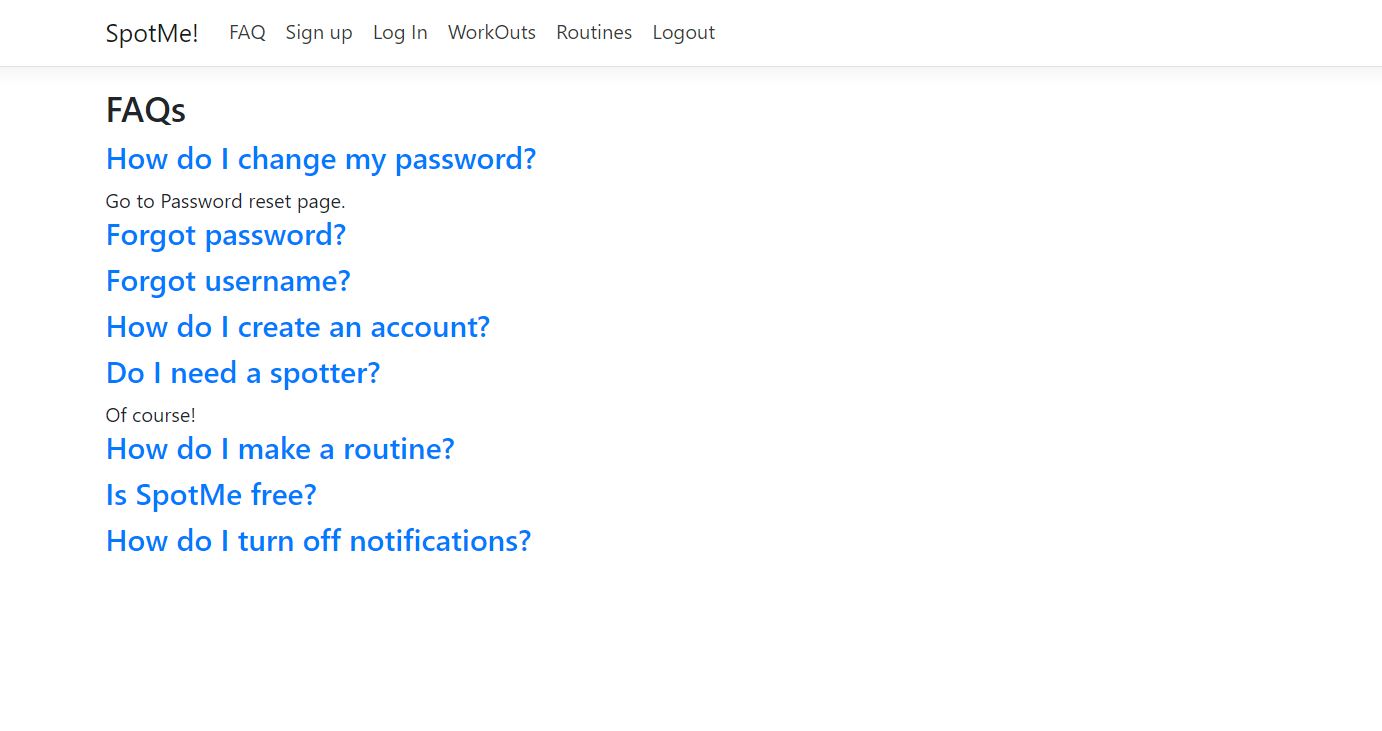 SpotMe! FAQ Sign up Log In WorkOuts Routines Logout
FAQs
How do I change my password?
Go to Password reset page.
Forgot password?
Forgot username?
How do I create an account?
Do I need a spotter?
Of course!
How do I make a routine?
Is SpotMe free?
How do I turn off notifications?